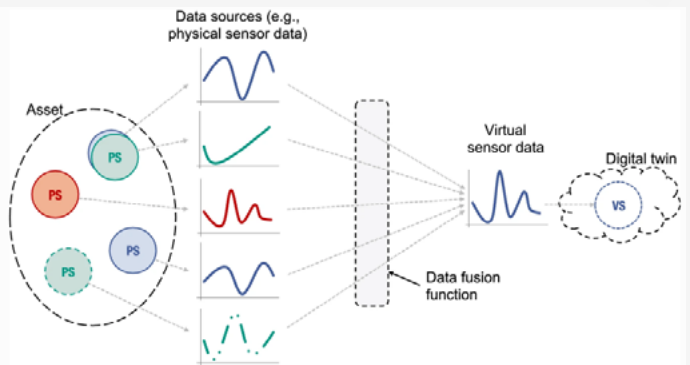 Data sources (e.g.,
physical sensor data)
Asset
PS
PS
PS
PS
Virtual
sensor data
Digital twin
VS
Data fusion
function